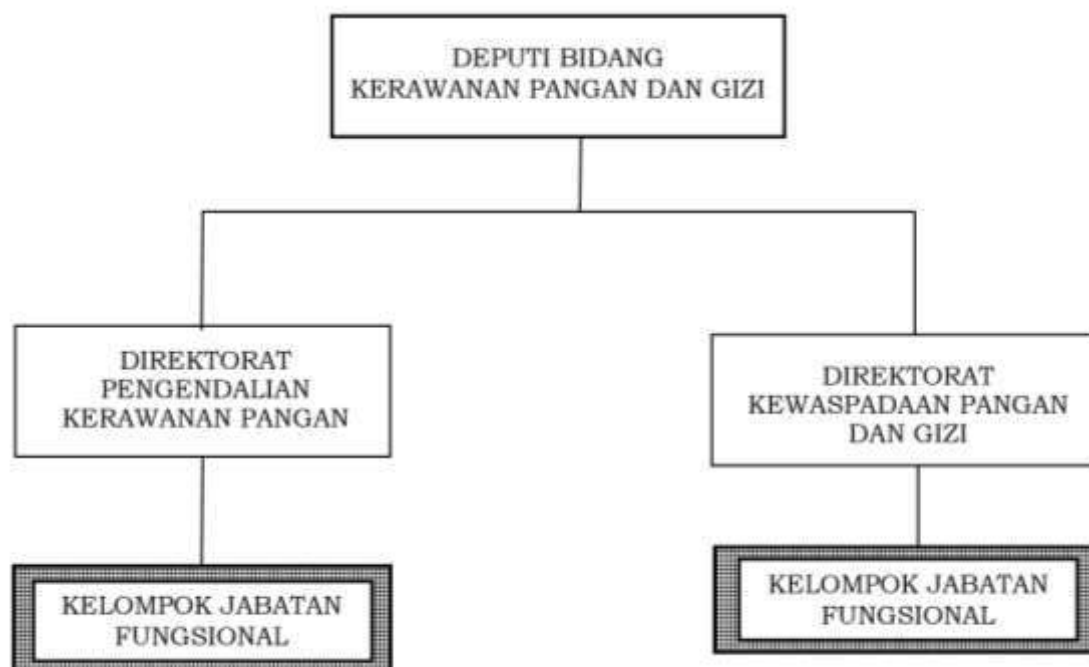 DEPUTI BIDANG
KERAWANAN PANGAN DAN GIZI
DIREKTORAT
PENGENDALIAN
KERAWANAN PANGAN
DIREKTORAT
KEWASPADAAN PANGAN
DAN GIZI
KELOMPOK JABATAN
FUNGSIONAL
KELOMPOK JABATAN
FUNGSIONAL